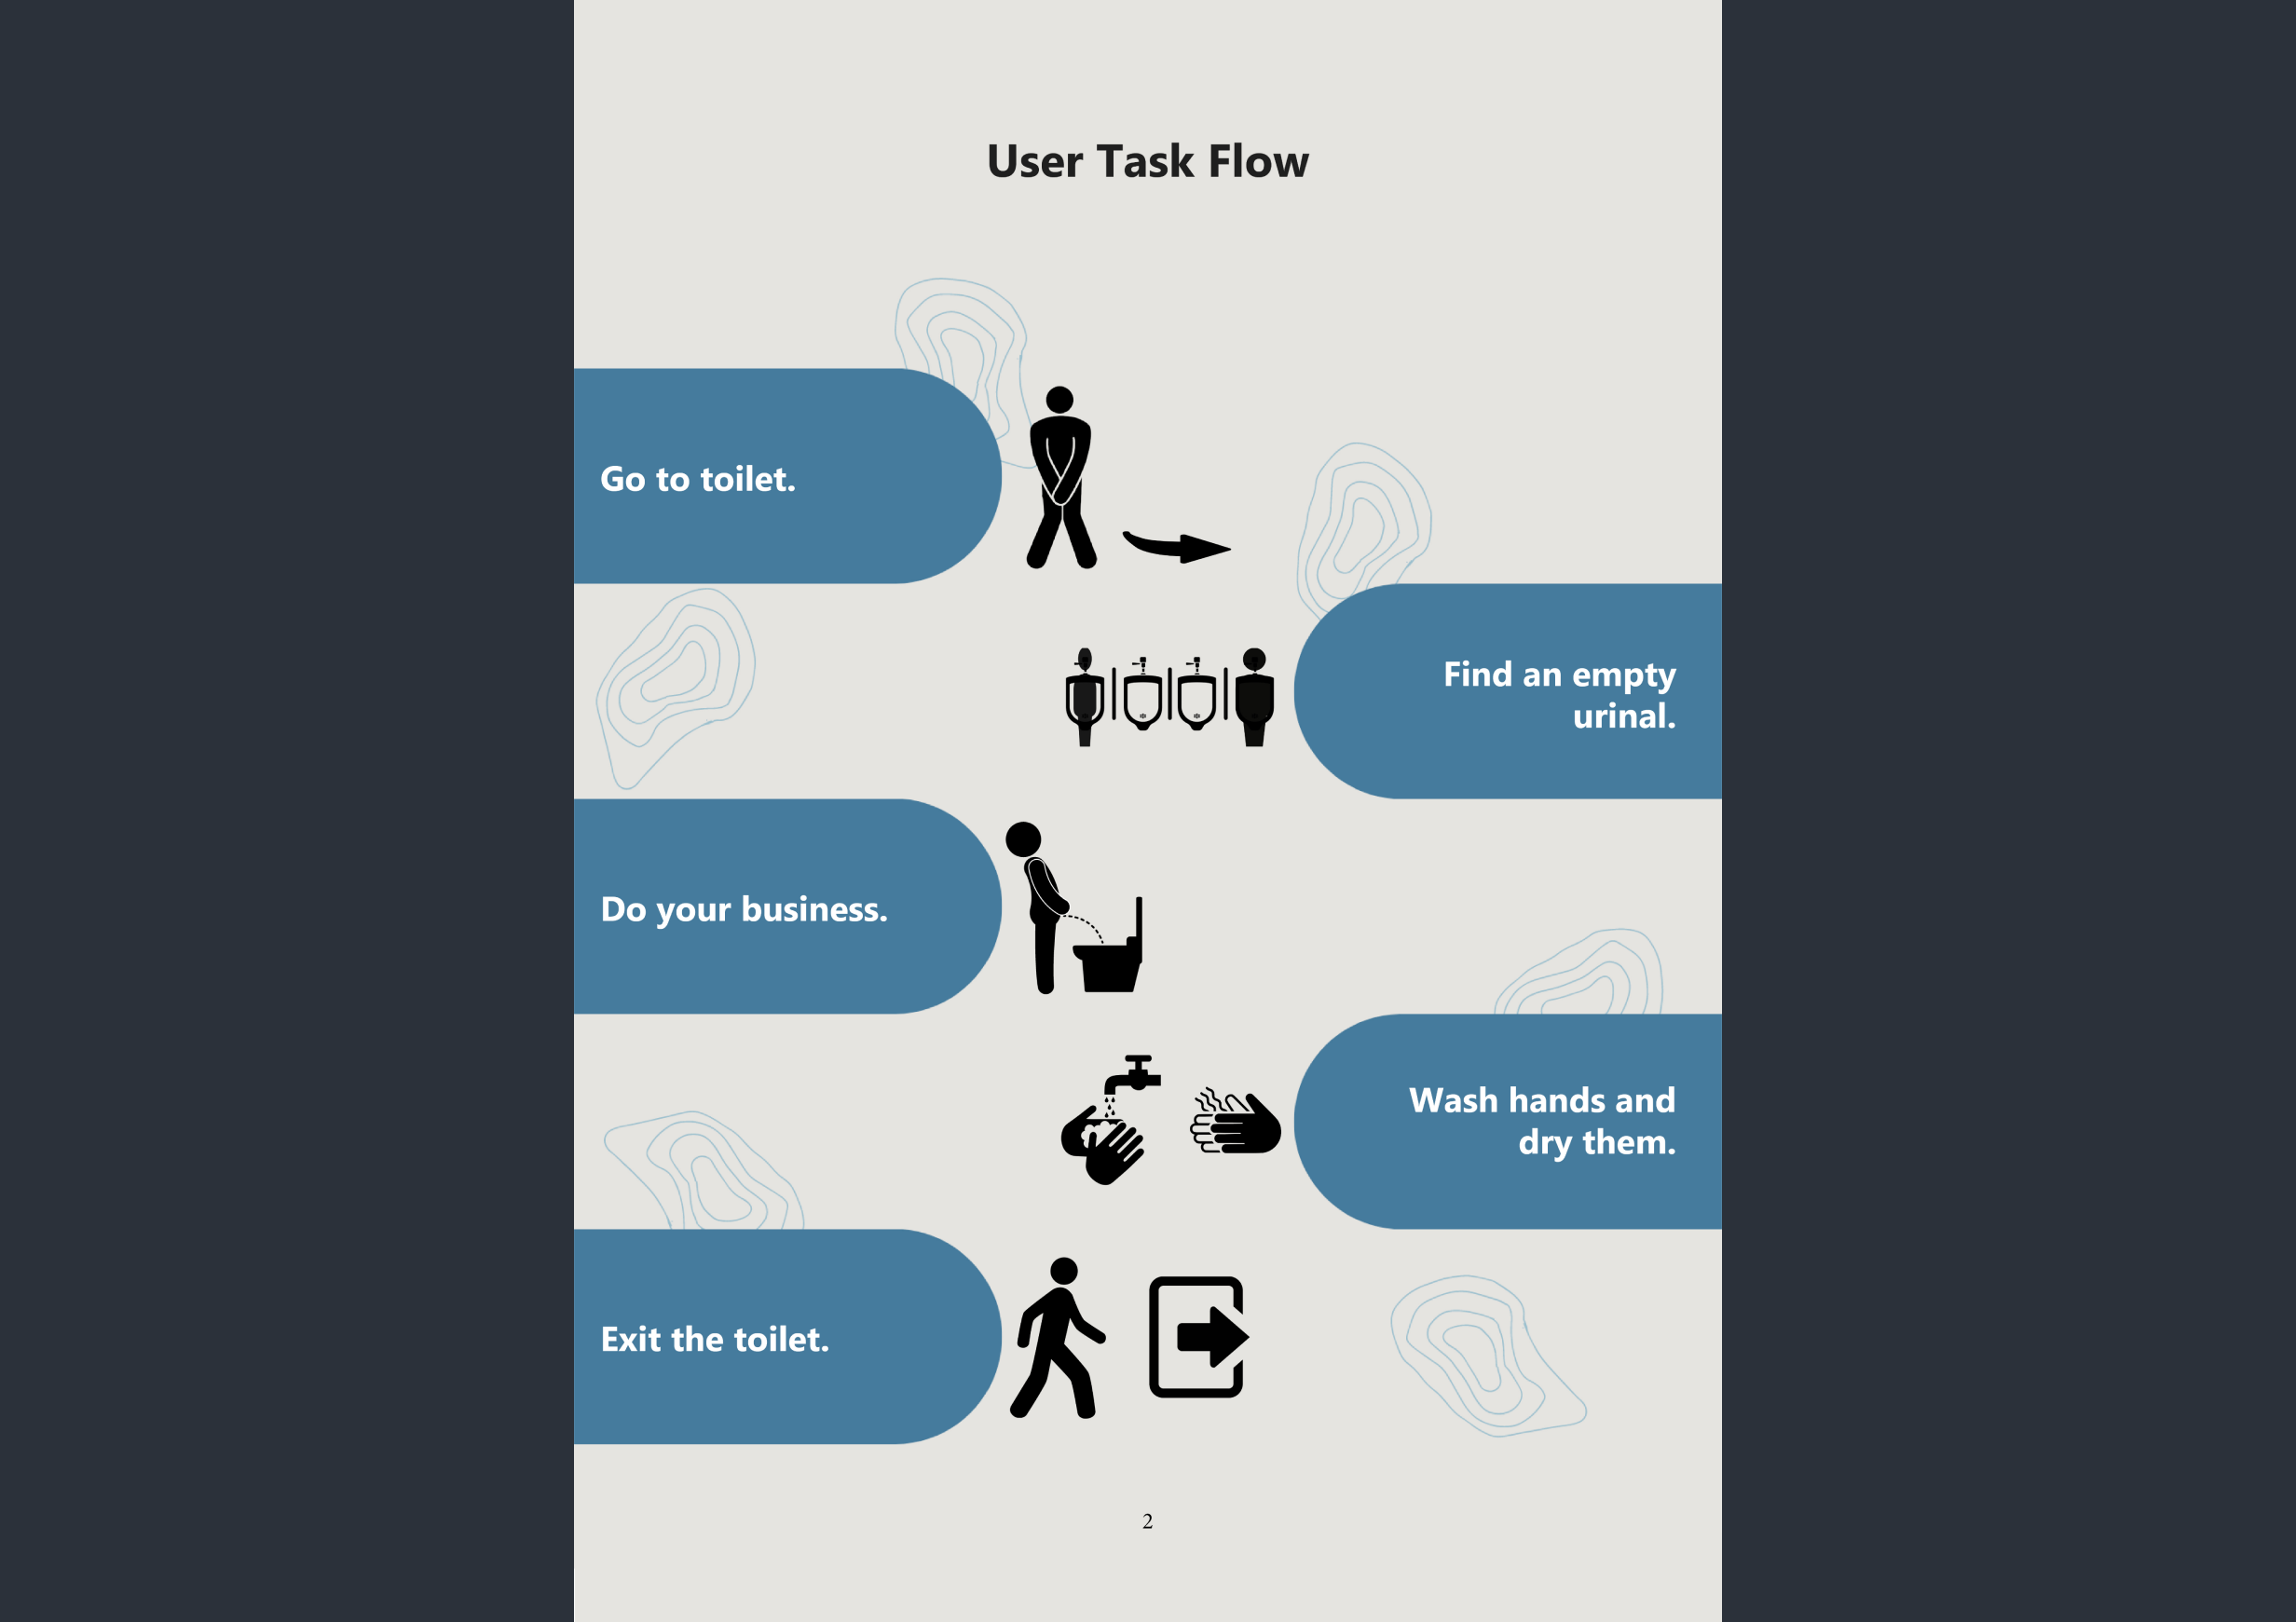 User Task Flow
Go to toilet.
Find an empty
urinal.
Do your business.
Wash hands and
dry them.
Exit the toilet.
2